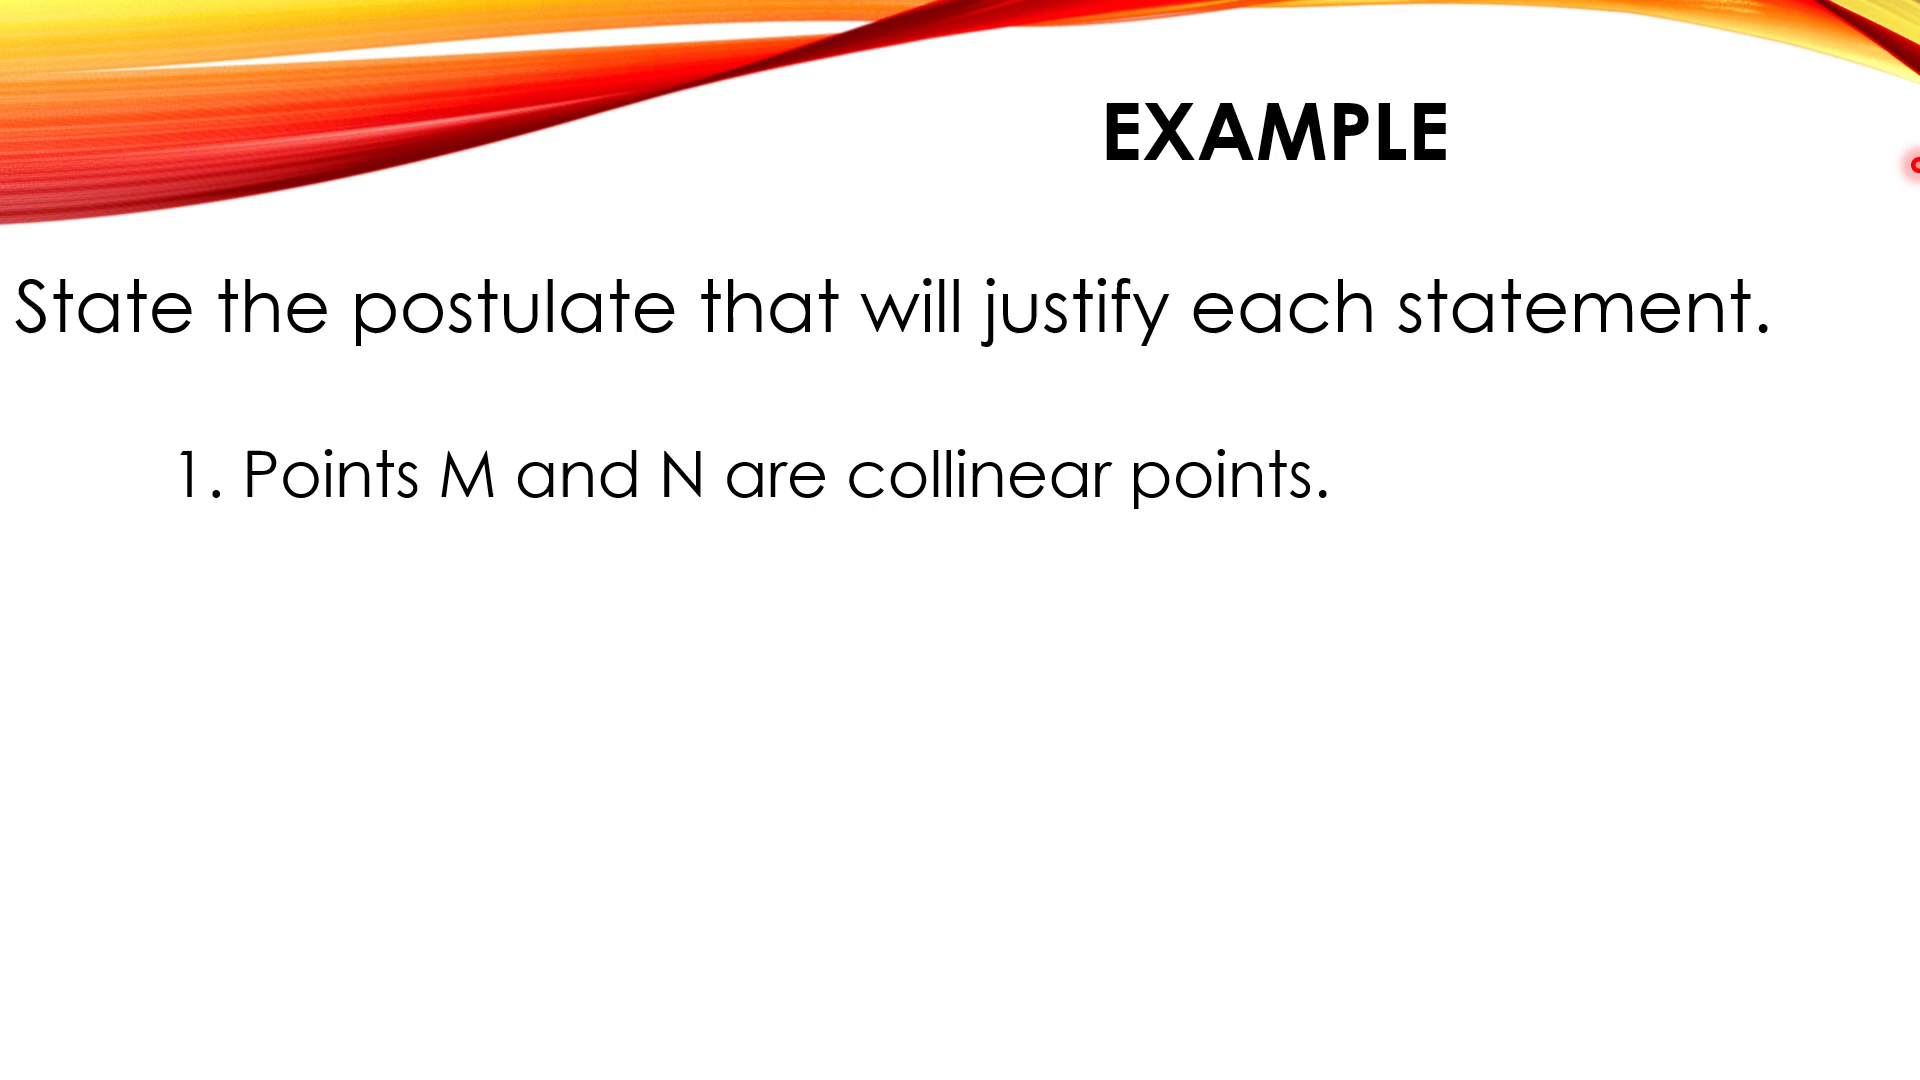 EXAMPLE
State the postulate that will justify each statement.
1. Points M and N are collinear points.